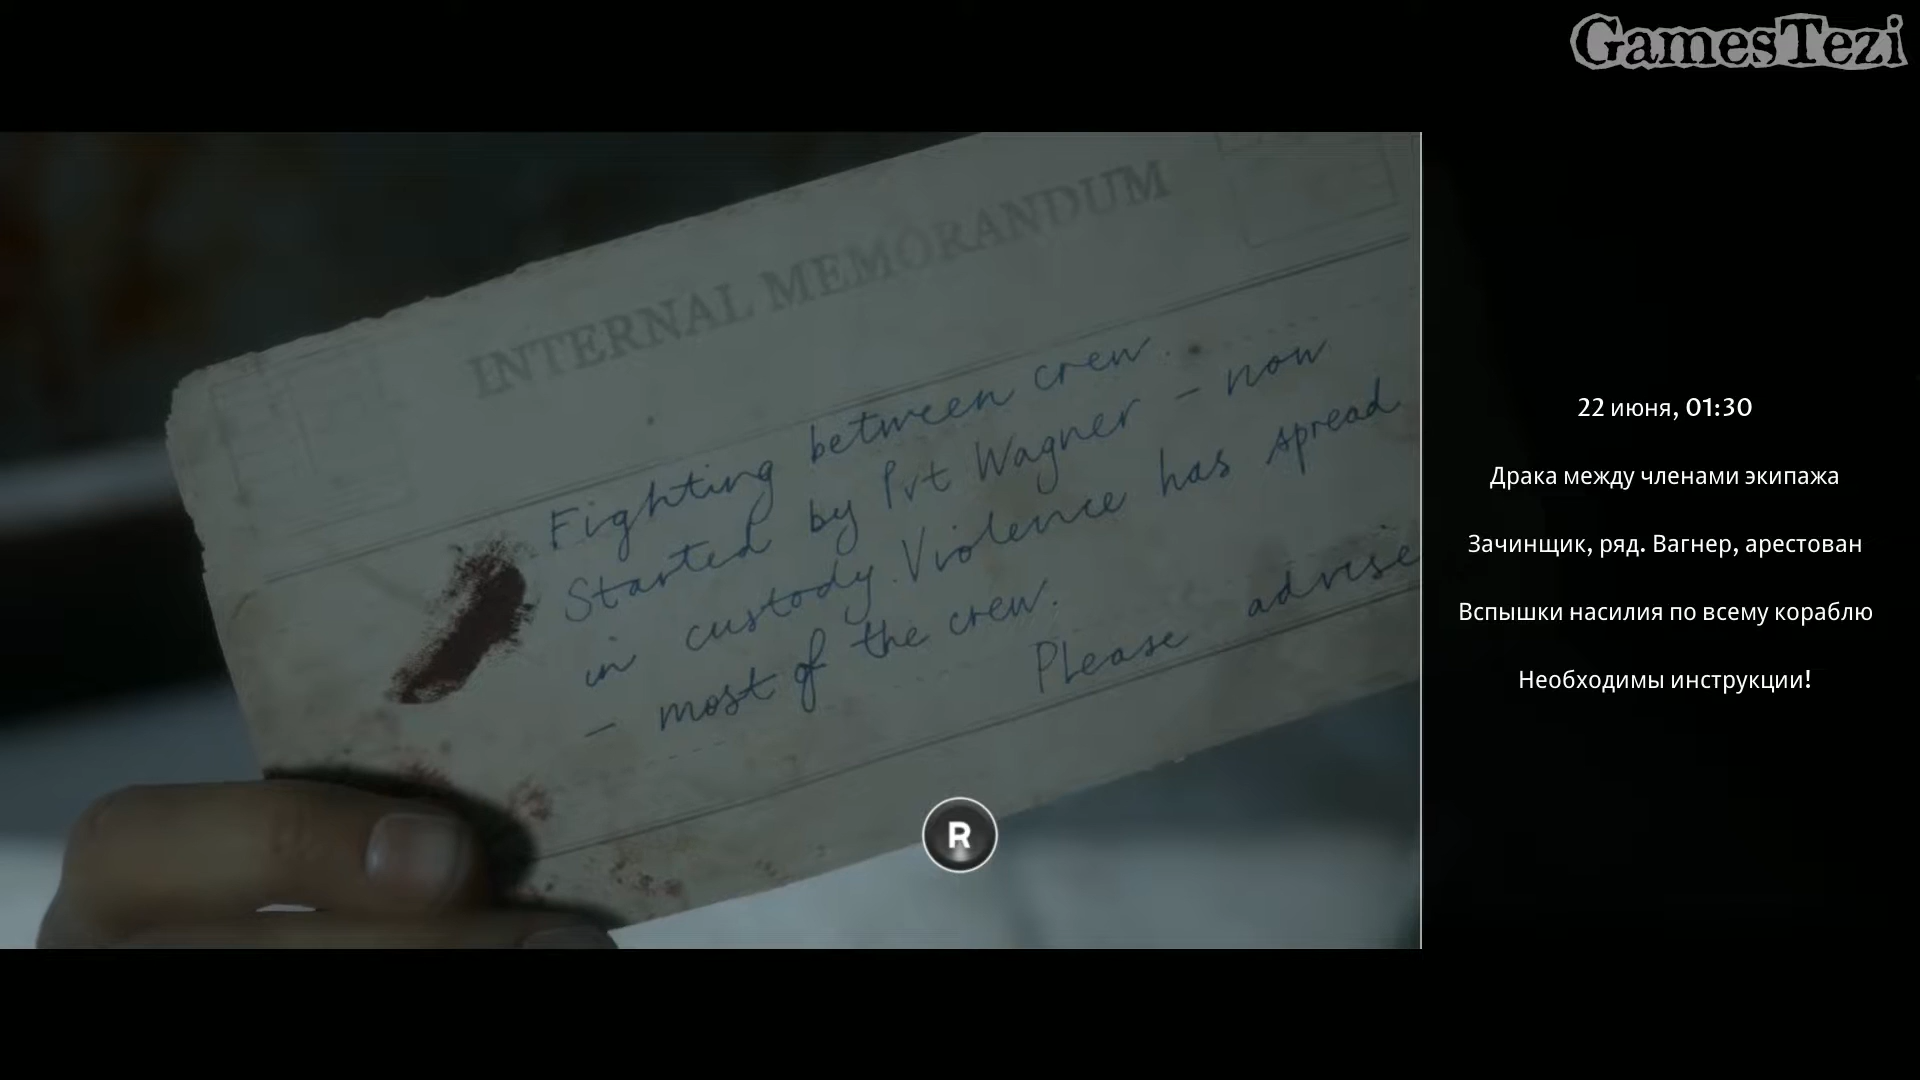 GamesTezi
INTERNAL MEMORANDUM
Fighting between crew.
Started by Pvt Wagner - now
in custody. Violence has spread
- most of the crew.
Please advise
R
22 июня, 01:30
Драка между членами экипажа
Зачинщик, ряд. Вагнер, арестован
Вспышки насилия по всему кораблю
Необходимы инструкции!